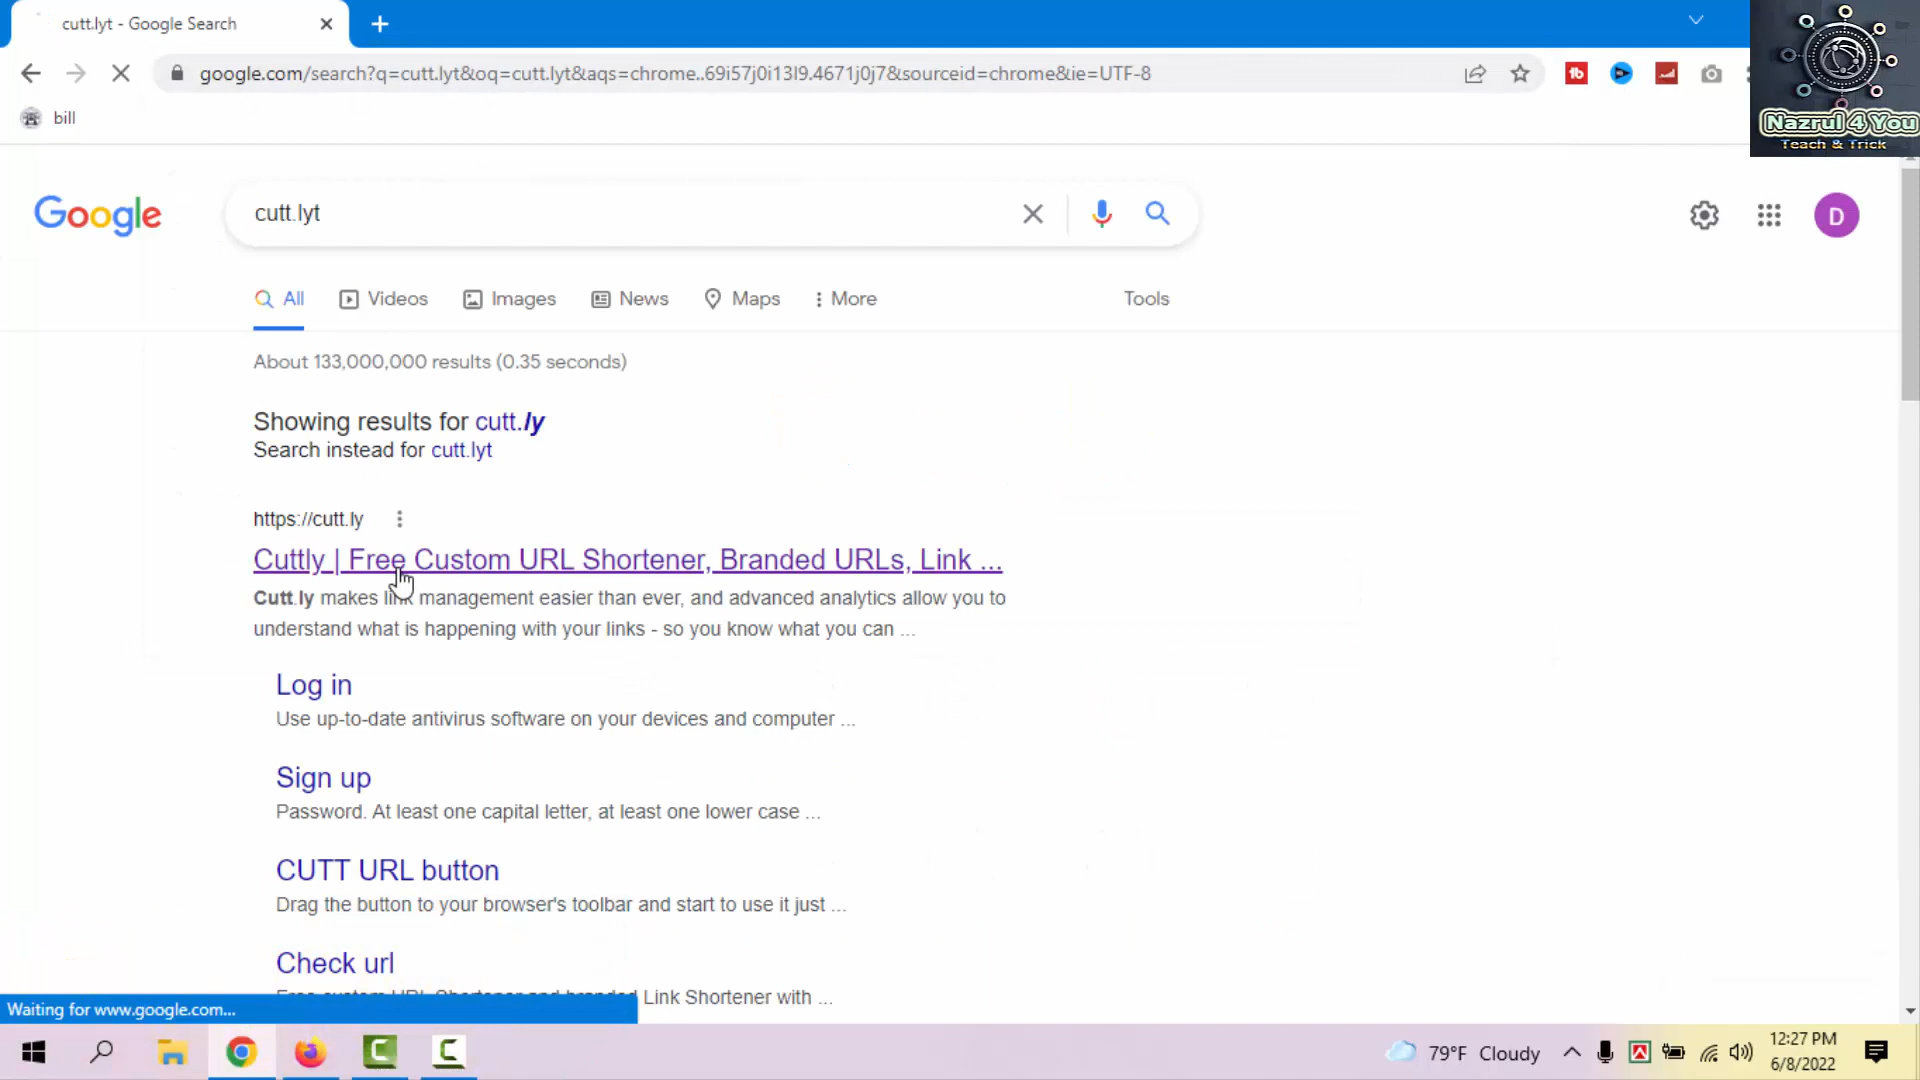 cutt.lyt - Google Search
google.com/search?q=cutt.lyt&oq=cutt.lyt&aqs=chrome..69i57j0i13l9.4671j0j7&sourceid=chrome&ie=UTF-8
bill
Nazrul 4 You
Teach & Trick
Google
cutt.lyt
D
All
Videos
Images
News
Maps
More
Tools
About 133,000,000 results (0.35 seconds)
Showing results for cutt.ly
Search instead for cutt.lyt
https://cutt.ly
Cuttly | Free Custom URL Shortener, Branded URLs, Link ...
Cutt.ly makes link management easier than ever, and advanced analytics allow you to
understand what is happening with your links - so you know what you can ...
Log in
Use up-to-date antivirus software on your devices and computer ...
Sign up
Password. At least one capital letter, at least one lower case ...
CUTT URL button
Drag the button to your browser's toolbar and start to use it just ...
Check url
Link Shortener with ...
Waiting for www.google.com...
79°F Cloudy
12:27 PM
6/8/2022